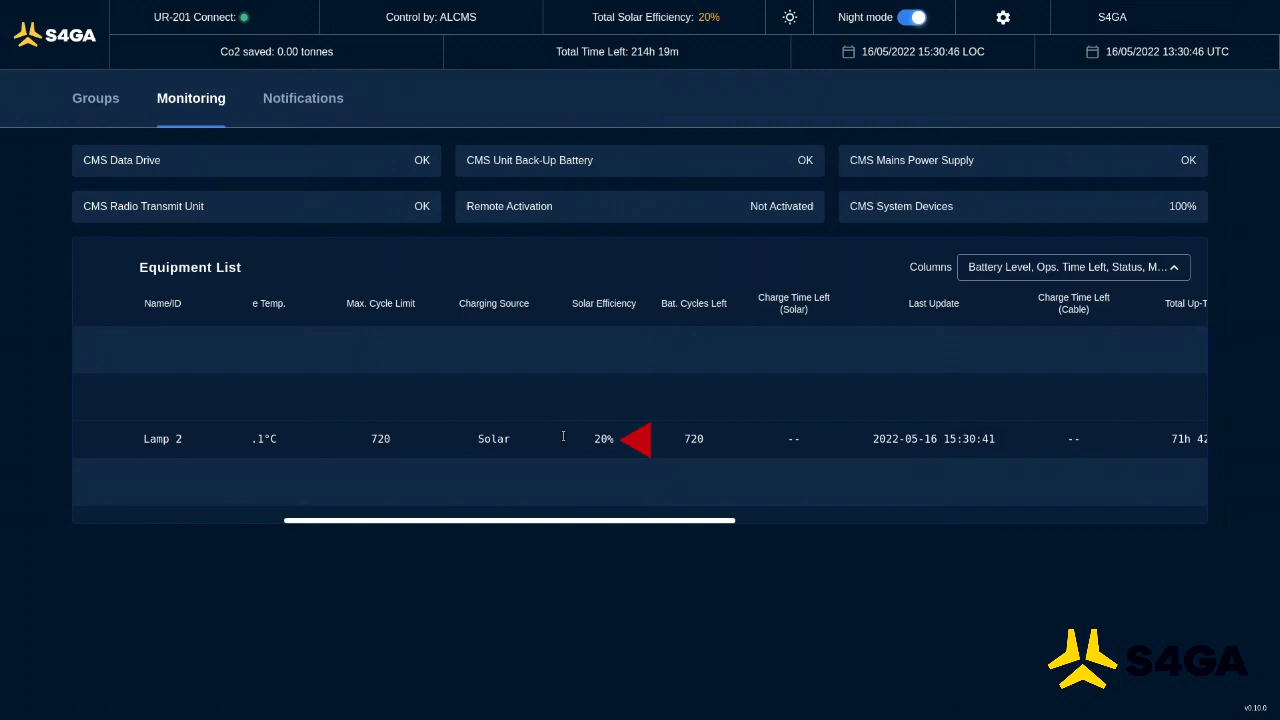 S4GA
UR-201 Connect:
Control by: ALCMS
Total Solar Efficiency: 20%
Night mode
S4GA
Co2 saved: 0.00 tonnes
Total Time Left: 214h 19m
16/05/2022 15:30:46 LOC
16/05/2022 13:30:46 UTC
Groups
Monitoring
Notifications
CMS Data Drive OK
CMS Unit Back-Up Battery OK
CMS Mains Power Supply OK
CMS Radio Transmit Unit OK
Remote Activation Not Activated
CMS System Devices 100%
Equipment List
Columns
Battery Level, Ops. Time Left, Status, M...
Name/ID
e Temp.
Max. Cycle Limit
Charging Source
Solar Efficiency
Bat. Cycles Left
Charge Time Left
(Solar)
Last Update
Charge Time Left
(Cable)
Total Up-T
Lamp 2
.1°C
720
Solar
20%
720
--
2022-05-16 15:30:41
--
71h 42
S4GA
v0.10.0